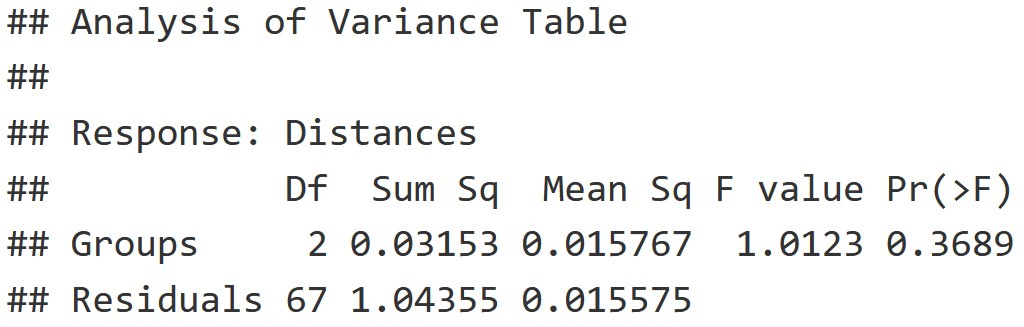 ## Analysis of Variance Table
##
## Response: Distances
##           Df  Sum Sq  Mean Sq F value Pr(>F)
## Groups     2 0.03153 0.015767  1.0123 0.3689
## Residuals 67 1.04355 0.015575